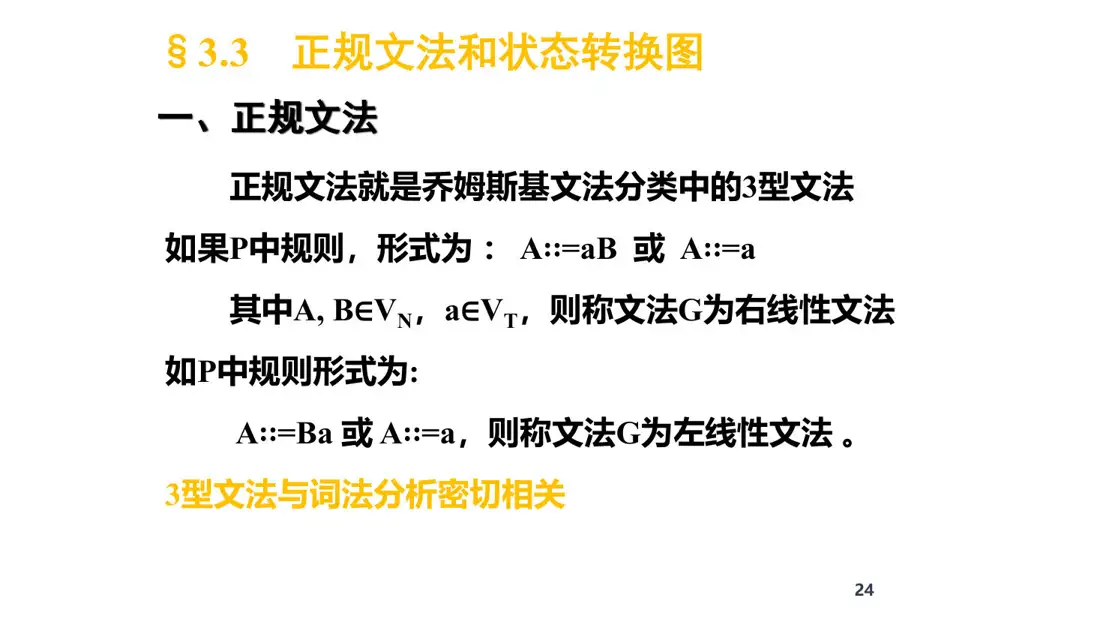 §3.3 正规文法和状态转换图
一、正规文法
正规文法就是乔姆斯基文法分类中的3型文法
如果P中规则，形式为： A::=aB 或 A::=a
其中A, B∈VN，a∈VT，则称文法G为右线性文法
如P中规则形式为:
A::=Ba 或 A::=a，则称文法G为左线性文法 。
3型文法与词法分析密切相关
24